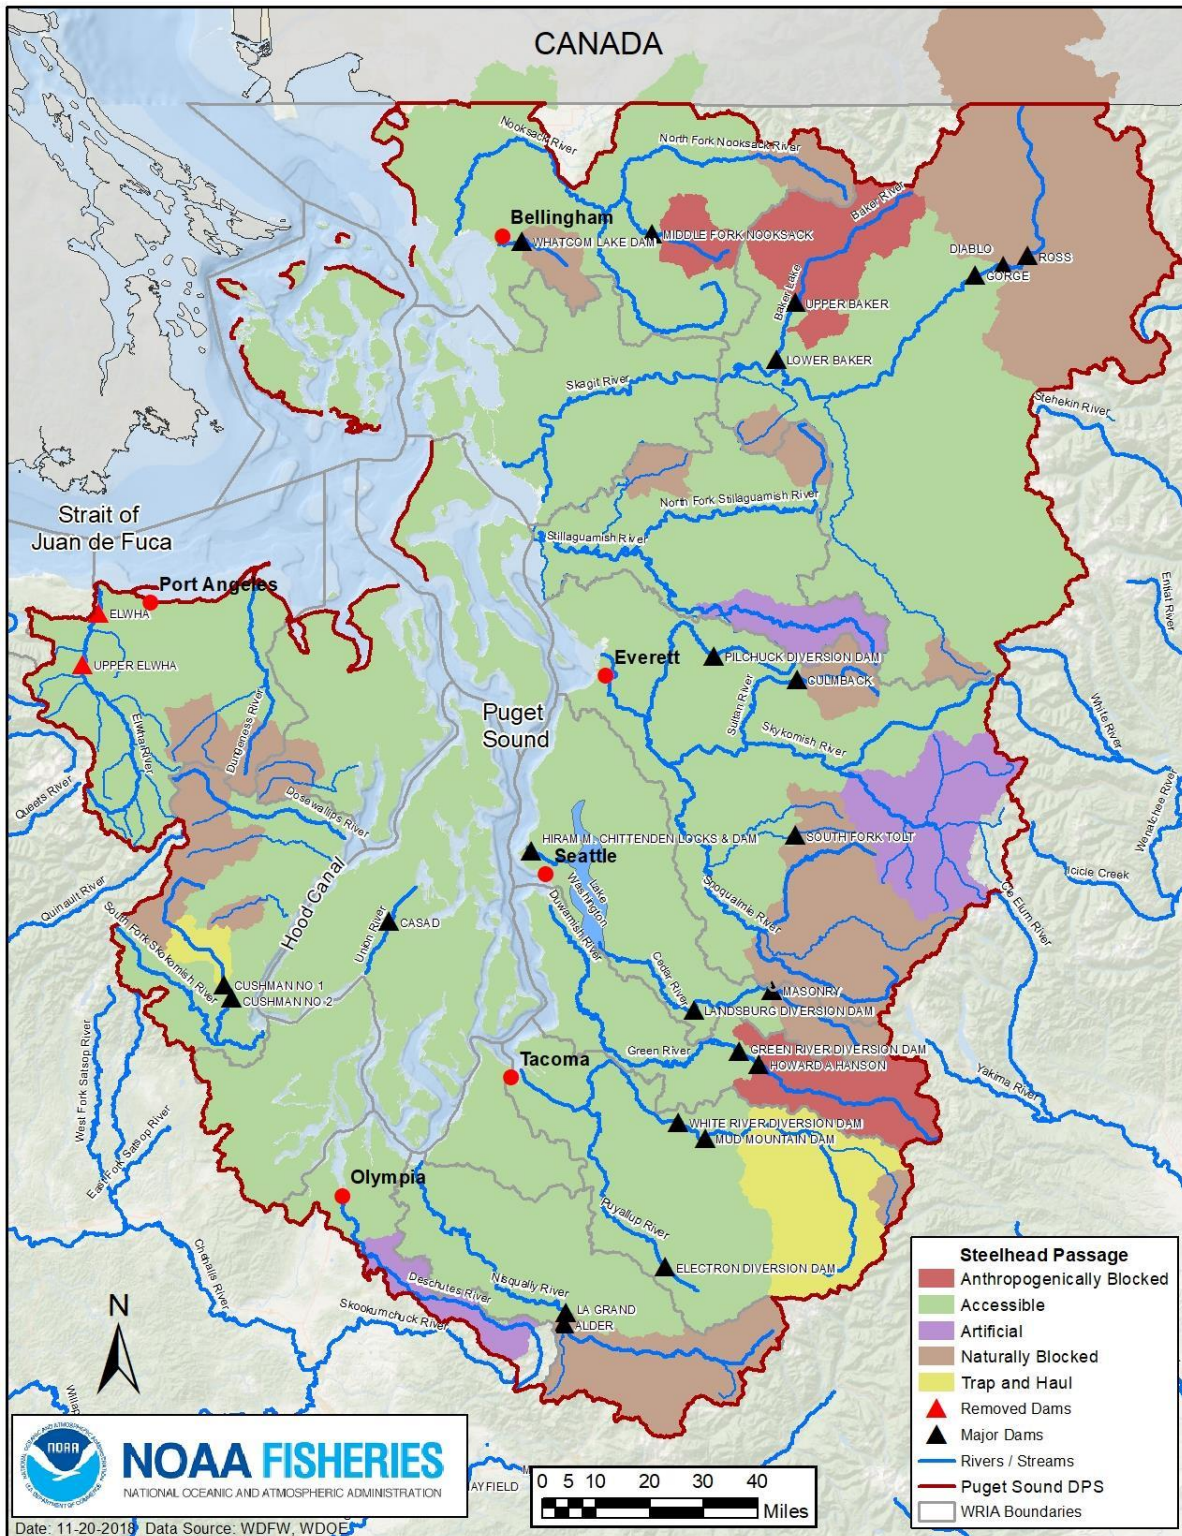 CANADA
Nooksack River
North Fork Nooksack River
Bellingham
WHATCOM LAKE DAM
MIDDLE FORK NOOKSACK
Baker River
DIABLO
ROSS
GORGE
Baker Lake
UPPER BAKER
LOWER BAKER
Skagit River
Stehekin River
North Fork Stillaguamish River
Stillaguamish River
Strait of
Juan de Fuca
Port Angeles
ELWHA
UPPER ELWHA
Entiat River
Everett
PILCHUCK DIVERSION DAM
CULMBACK
Sultan River
Skykomish River
White River
Puget
Sound
Elwha River
Dungeness River
Queets River
Dosewallips River
Wenatchee River
HIRAM M. CHITTENDEN LOCKS & DAM
SOUTH FORK TOLT
Seattle
Lake
Washington
Icicle Creek
Quinault River
Hood Canal
Duwamish River
Snoqualmie River
Cle Elum River
South Fork Skokomish River
Union River
CASAD
CUSHMAN NO 1
CUSHMAN NO 2
Cedar River
MASONRY
LANDSBURG DIVERSION DAM
West Fork Satsop River
East Fork Satsop River
Green River
GREEN RIVER DIVERSION DAM
HOWARD A HANSON
Tacoma
Yakima River
WHITE RIVER DIVERSION DAM
MUD MOUNTAIN DAM
Olympia
Puyallup River
Chehalis River
ELECTRON DIVERSION DAM
Deschutes River
Nisqually River
Skookumchuck River
LA GRAND
ALDER
N
Steelhead Passage
Anthropogenically Blocked
Accessible
Artificial
Naturally Blocked
Trap and Haul
Removed Dams
Major Dams
Rivers / Streams
Puget Sound DPS
WRIA Boundaries
NOAA
NOAA FISHERIES
NATIONAL OCEANIC AND ATMOSPHERIC ADMINISTRATION
0 5 10 20 30 40
Miles
Date: 11-20-2018 Data Source: WDFW, WDOE